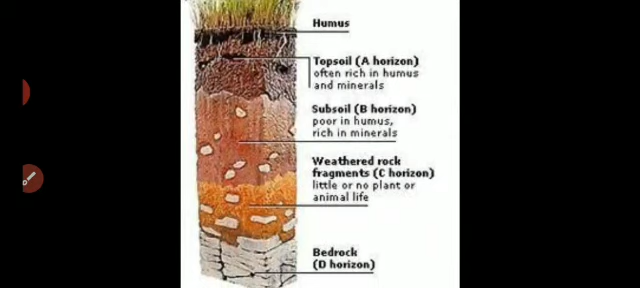 Humus
Topsoil (A horizon)
often rich in humus
and minerals
Subsoil (B horizon)
poor in humus,
rich in minerals
Weathered rock
fragments (C horizon)
little or no plant or
animal life
Bedrock
(D horizon)